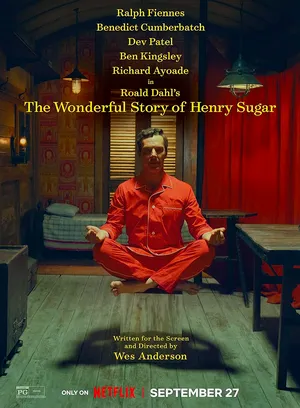 Ralph Fiennes
Benedict Cumberbatch
Dev Patel
Ben Kingsley
Richard Ayoade
in
Roald Dahl's
The Wonderful Story of Henry Sugar
Written for the Screen
and Directed by
Wes Anderson
PG
ONLY ON NETFLIX | SEPTEMBER 27